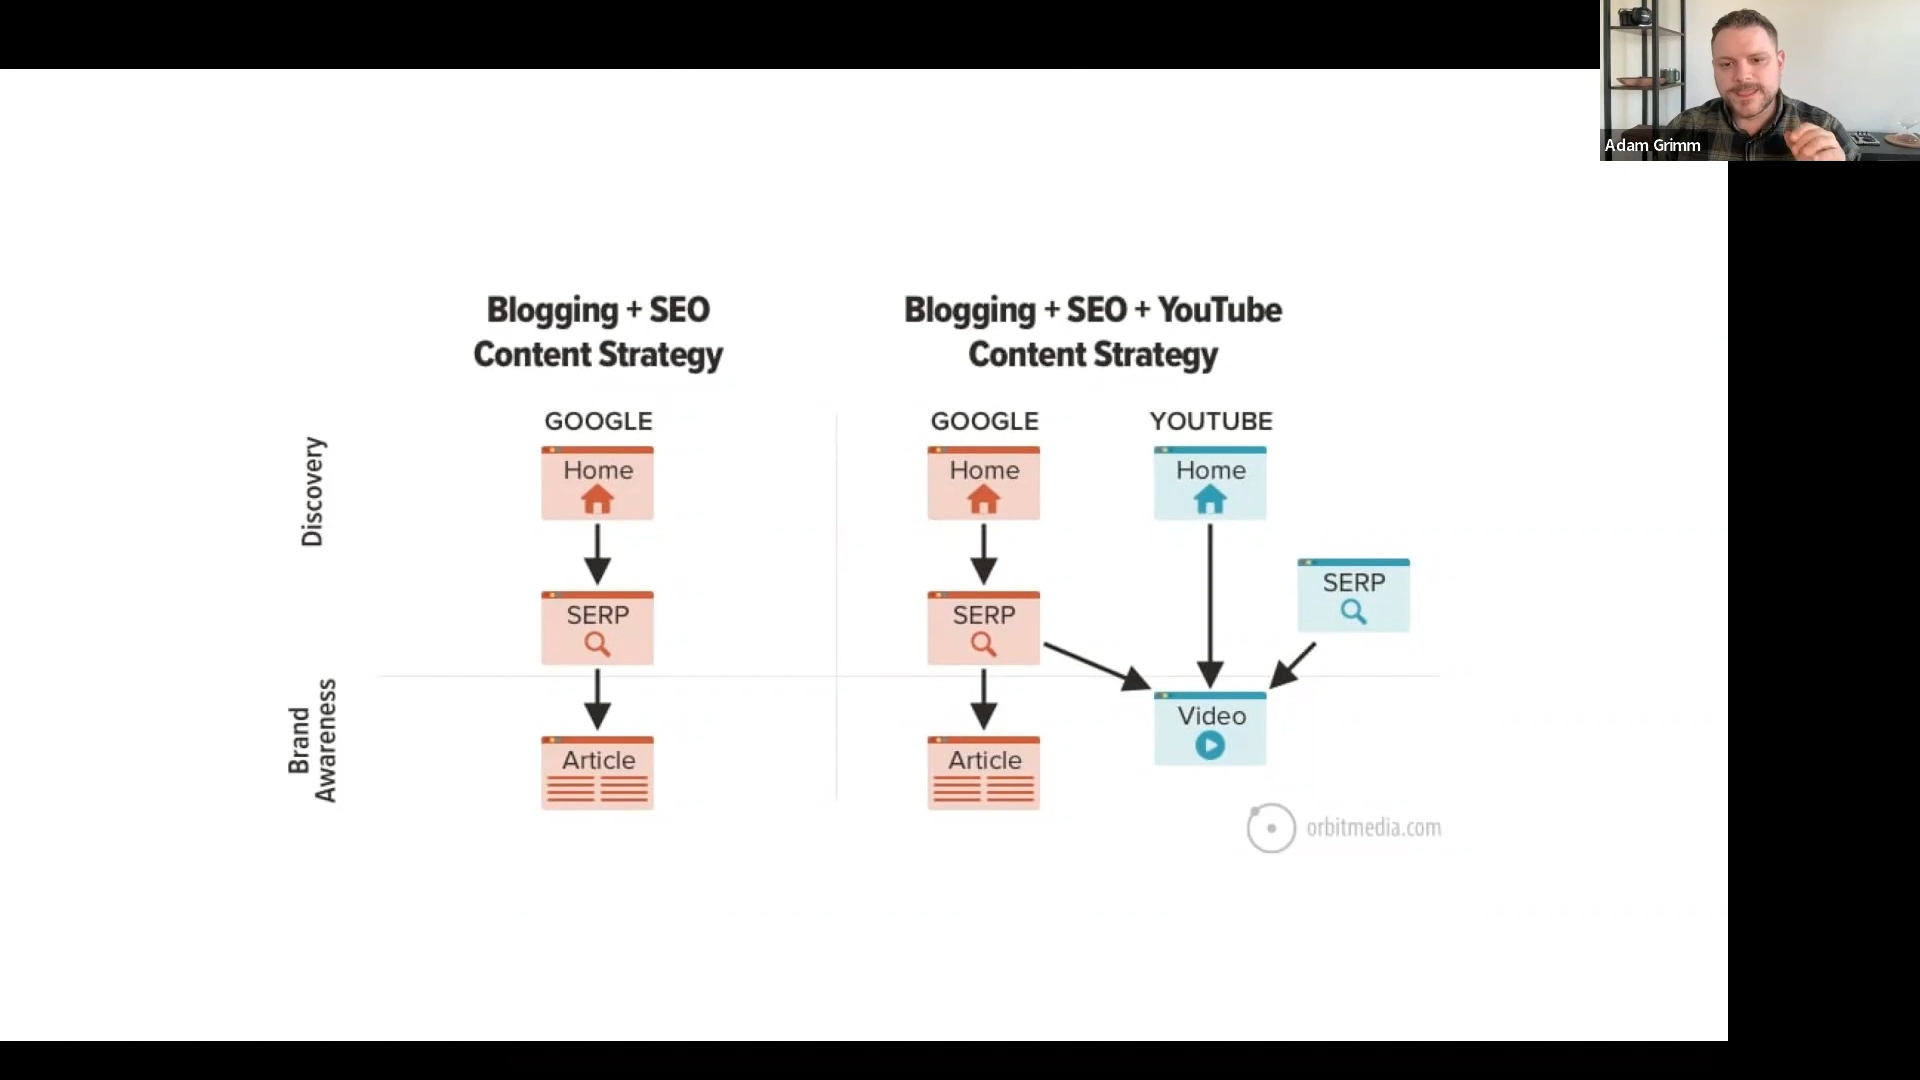 Adam Grimm
Blogging + SEO
Content Strategy
Blogging + SEO + YouTube
Content Strategy
GOOGLE
GOOGLE
YOUTUBE
Discovery
Home
Home
Home
SERP
SERP
SERP
Brand
Awareness
Article
Article
Video
orbitmedia.com